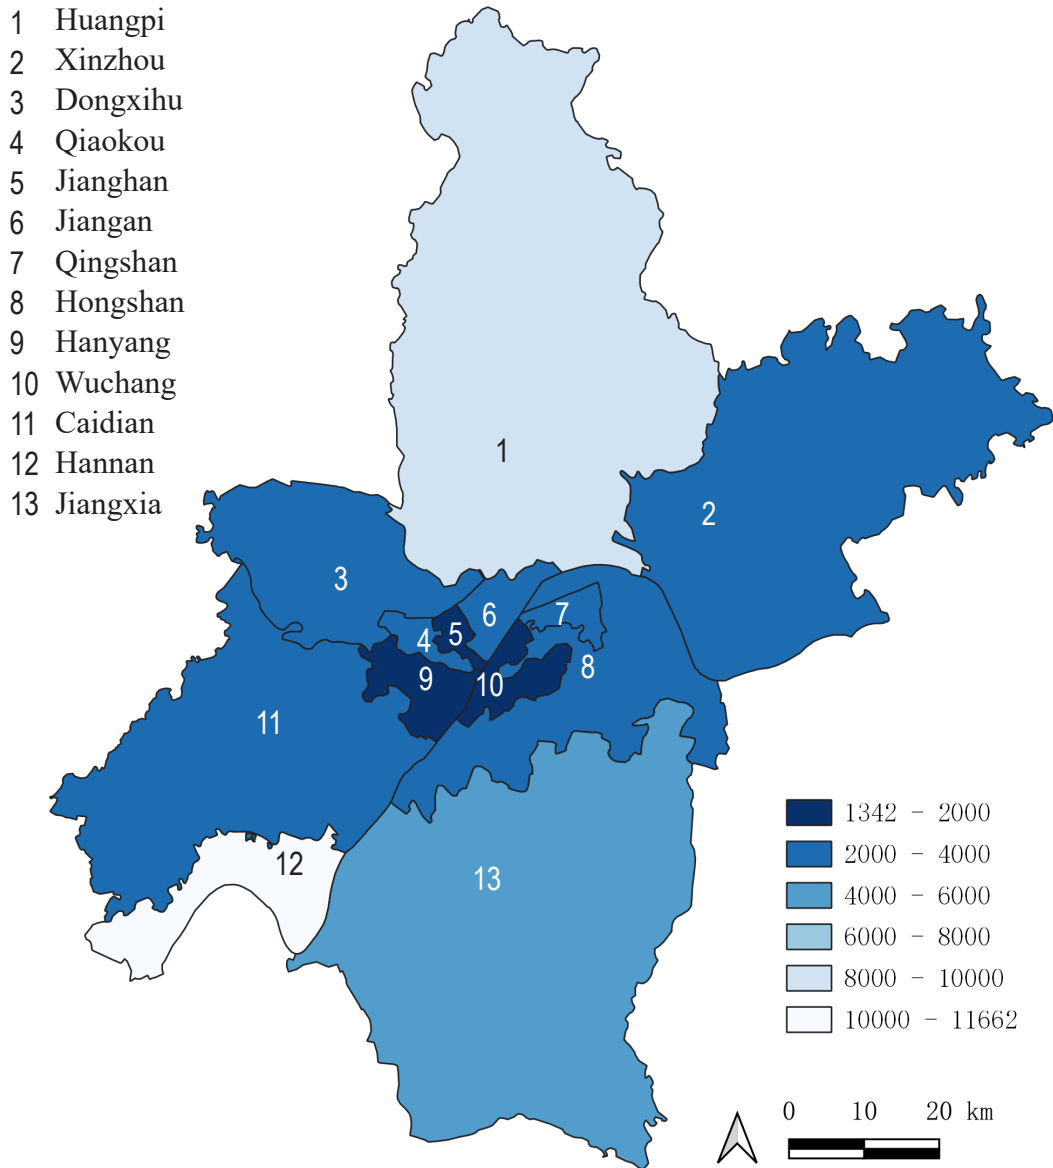 1 Huangpi
2 Xinzhou
3 Dongxihu
4 Qiaokou
5 Jianghan
6 Jiangan
7 Qingshan
8 Hongshan
9 Hanyang
10 Wuchang
11 Caidian
12 Hannan
13 Jiangxia
1
2
3
6
7
4
5
8
9
10
11
12
13
1342 - 2000
2000 - 4000
4000 - 6000
6000 - 8000
8000 - 10000
10000 - 11662
0 10 20 km